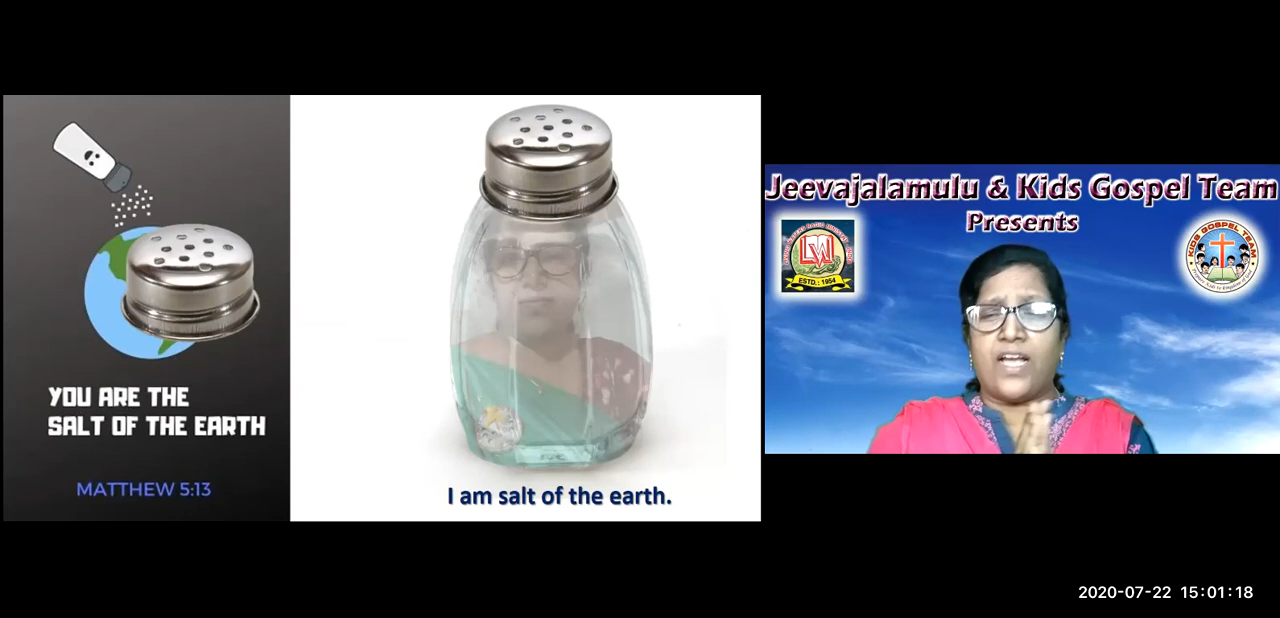 YOU ARE THE
SALT OF THE EARTH
MATTHEW 5:13
I am salt of the earth.
Jeevajalamulu & Kids Gospel Team
Presents
LW
ESTD.: 1954
KIDS GOSPEL TEAM
2020-07-22 15:01:18